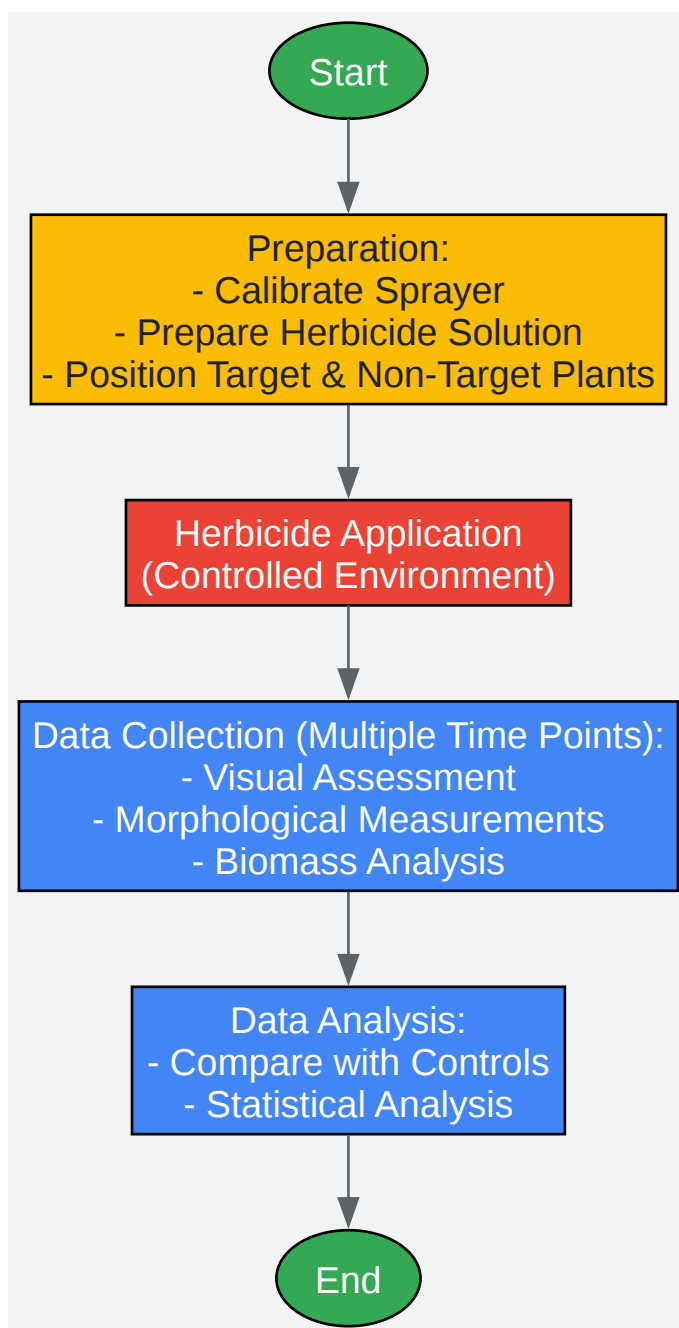 Start
Preparation:
- Calibrate Sprayer
- Prepare Herbicide Solution
- Position Target & Non-Target Plants
Herbicide Application
(Controlled Environment)
Data Collection (Multiple Time Points):
- Visual Assessment
- Morphological Measurements
- Biomass Analysis
Data Analysis:
- Compare with Controls
- Statistical Analysis
End